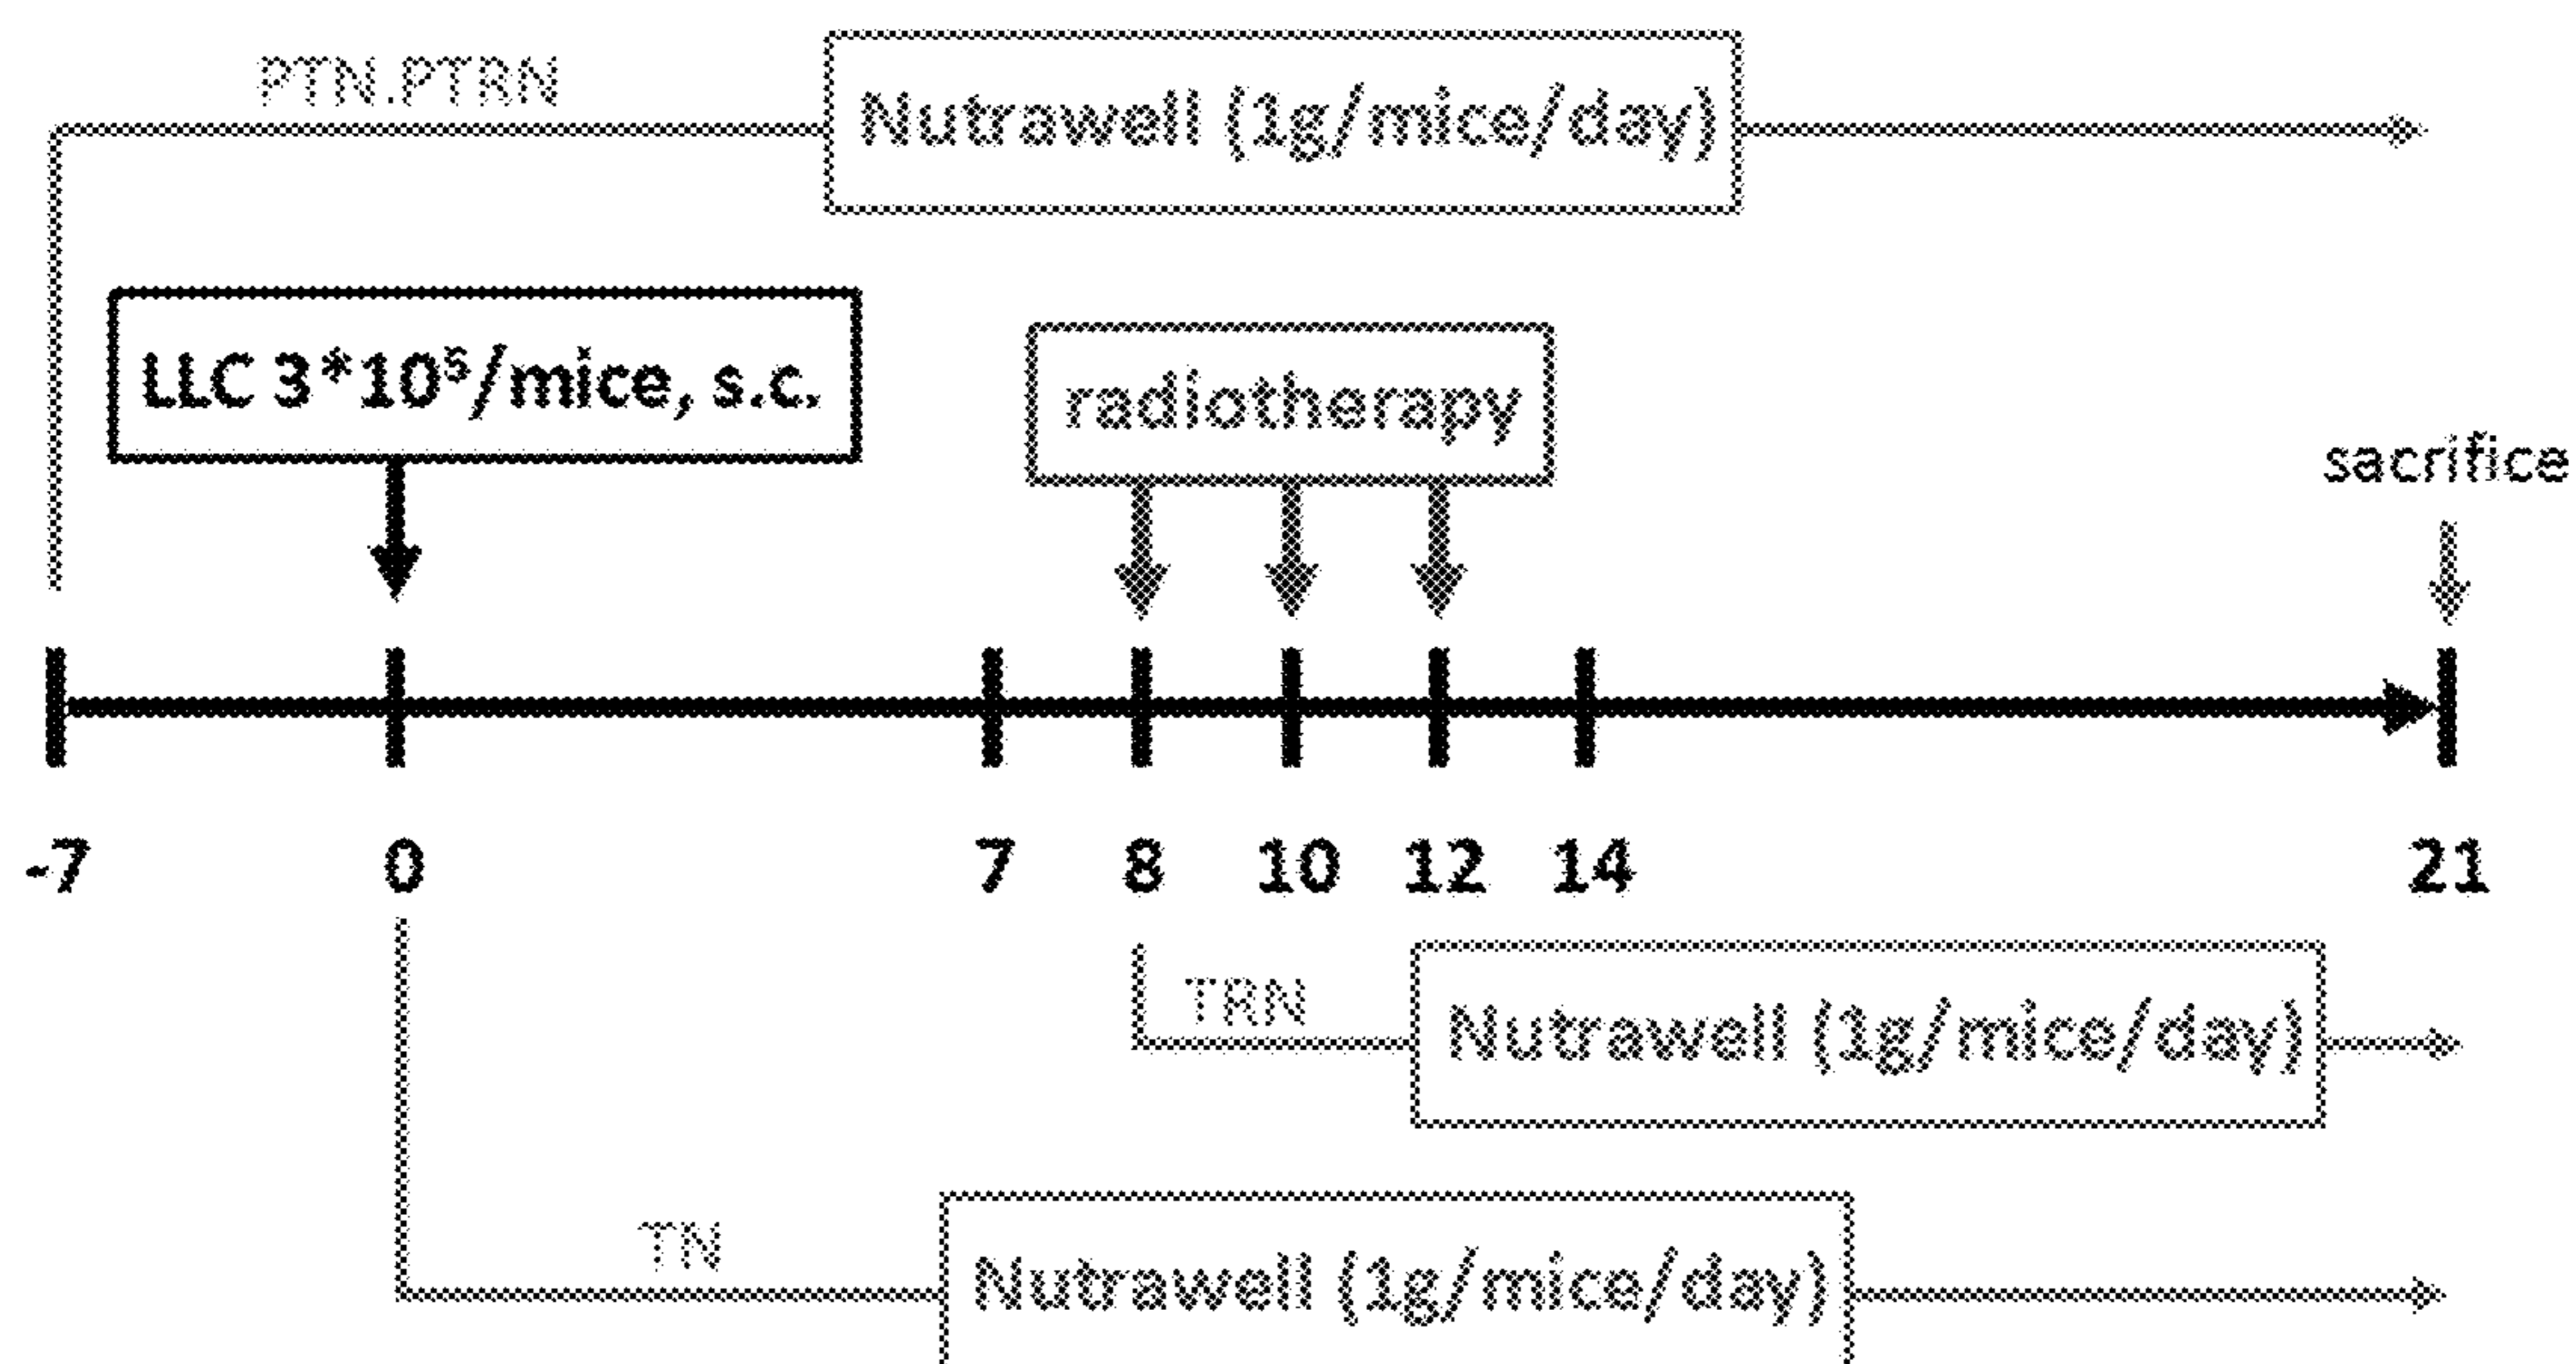 PTN.PTRN
Nutrawell (1g/mice/day)
LLC 3*10⁵/mice, s.c.
radiotherapy
sacrifice
-7 0 7 8 10 12 14 21
TRN
Nutrawell (1g/mice/day)
TN
Nutrawell (1g/mice/day)